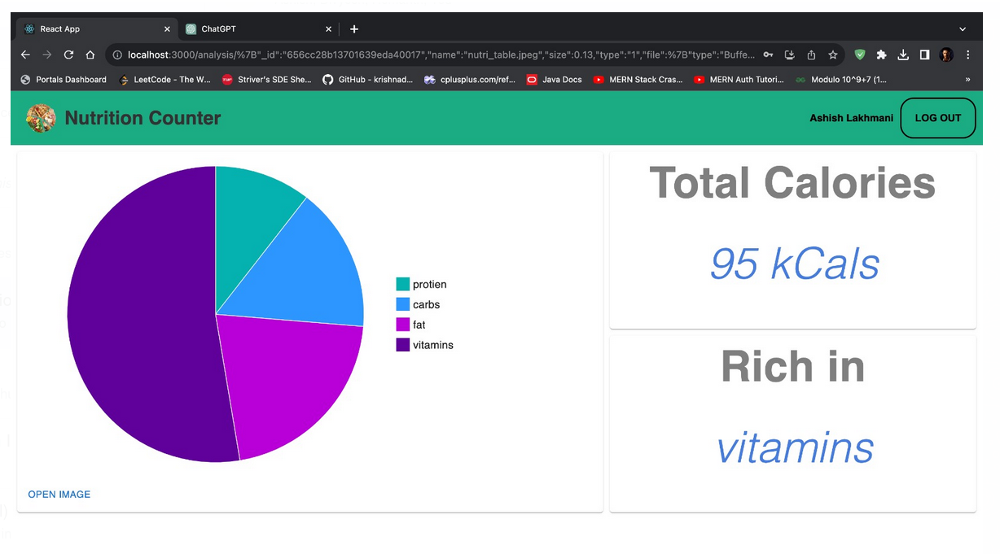 React App
ChatGPT
localhost:3000/analysis/%7B"_id":"656cc28b13701639eda40017","name":"nutri_table.jpeg","size":0.13,"type":"1","file":%7B"type":"Buffe...
Portals Dashboard LeetCode - The W... Striver's SDE She... GitHub - krishnad... cplusplus.com/ref... Java Docs MERN Stack Cras... MERN Auth Tutori... Modulo 10^9+7 (1... »
Nutrition Counter
Ashish Lakhmani LOG OUT
protien
carbs
fat
vitamins
OPEN IMAGE
Total Calories
95 kCals
Rich in
vitamins